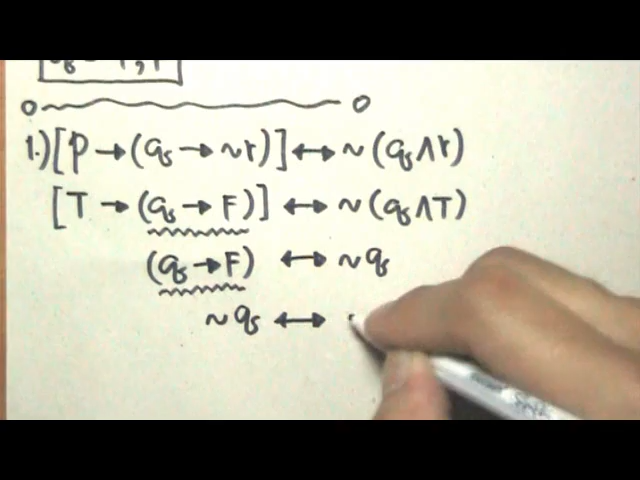 1.) [P → (q → ~r)] ↔ ~(q ∧ r)
[T → (q → F)] ↔ ~(q ∧ T)
(q → F) ↔ ~q
~q ↔